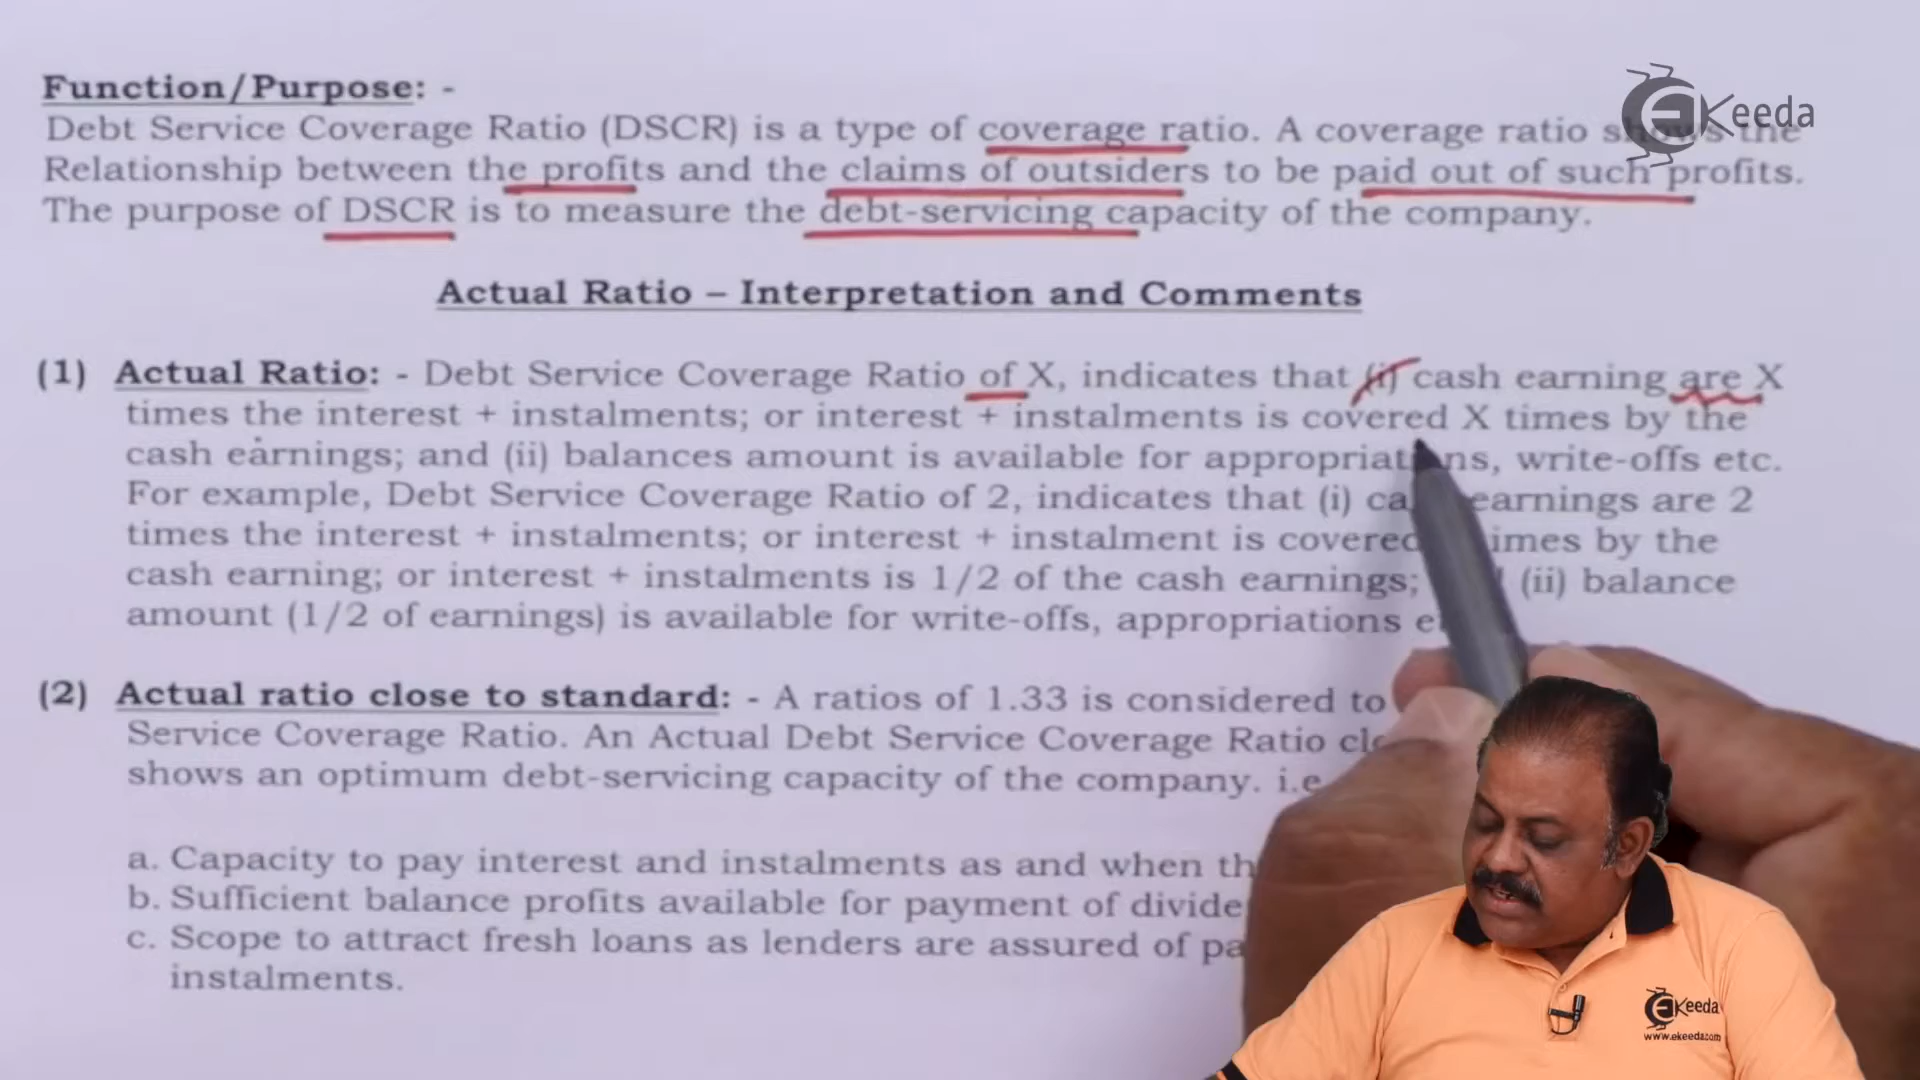 Function/Purpose: -
Keeda
Debt Service Coverage Ratio (DSCR) is a type of coverage ratio. A coverage ratio shows the
Relationship between the profits and the claims of outsiders to be paid out of such profits.
The purpose of DSCR is to measure the debt-servicing capacity of the company.
Actual Ratio – Interpretation and Comments
(1) Actual Ratio: - Debt Service Coverage Ratio of X, indicates that (i) cash earning are X
times the interest + instalments; or interest + instalments is covered X times by the
cash earnings; and (ii) balances amount is available for appropriations, write-offs etc.
For example, Debt Service Coverage Ratio of 2, indicates that (i) earnings are 2
times the interest + instalments; or interest + instalment is covered times by the
cash earning; or interest + instalments is 1/2 of the cash earnings; (ii) balance
amount (1/2 of earnings) is available for write-offs, appropriations
(2) Actual ratio close to standard: - A ratios of 1.33 is considered to
Service Coverage Ratio. An Actual Debt Service Coverage Ratio
shows an optimum debt-servicing capacity of the company. i.e
a. Capacity to pay interest and instalments as and when
b. Sufficient balance profits available for payment of
c. Scope to attract fresh loans as lenders are assured of
instalments.
Keeda
www.ekeeda.com